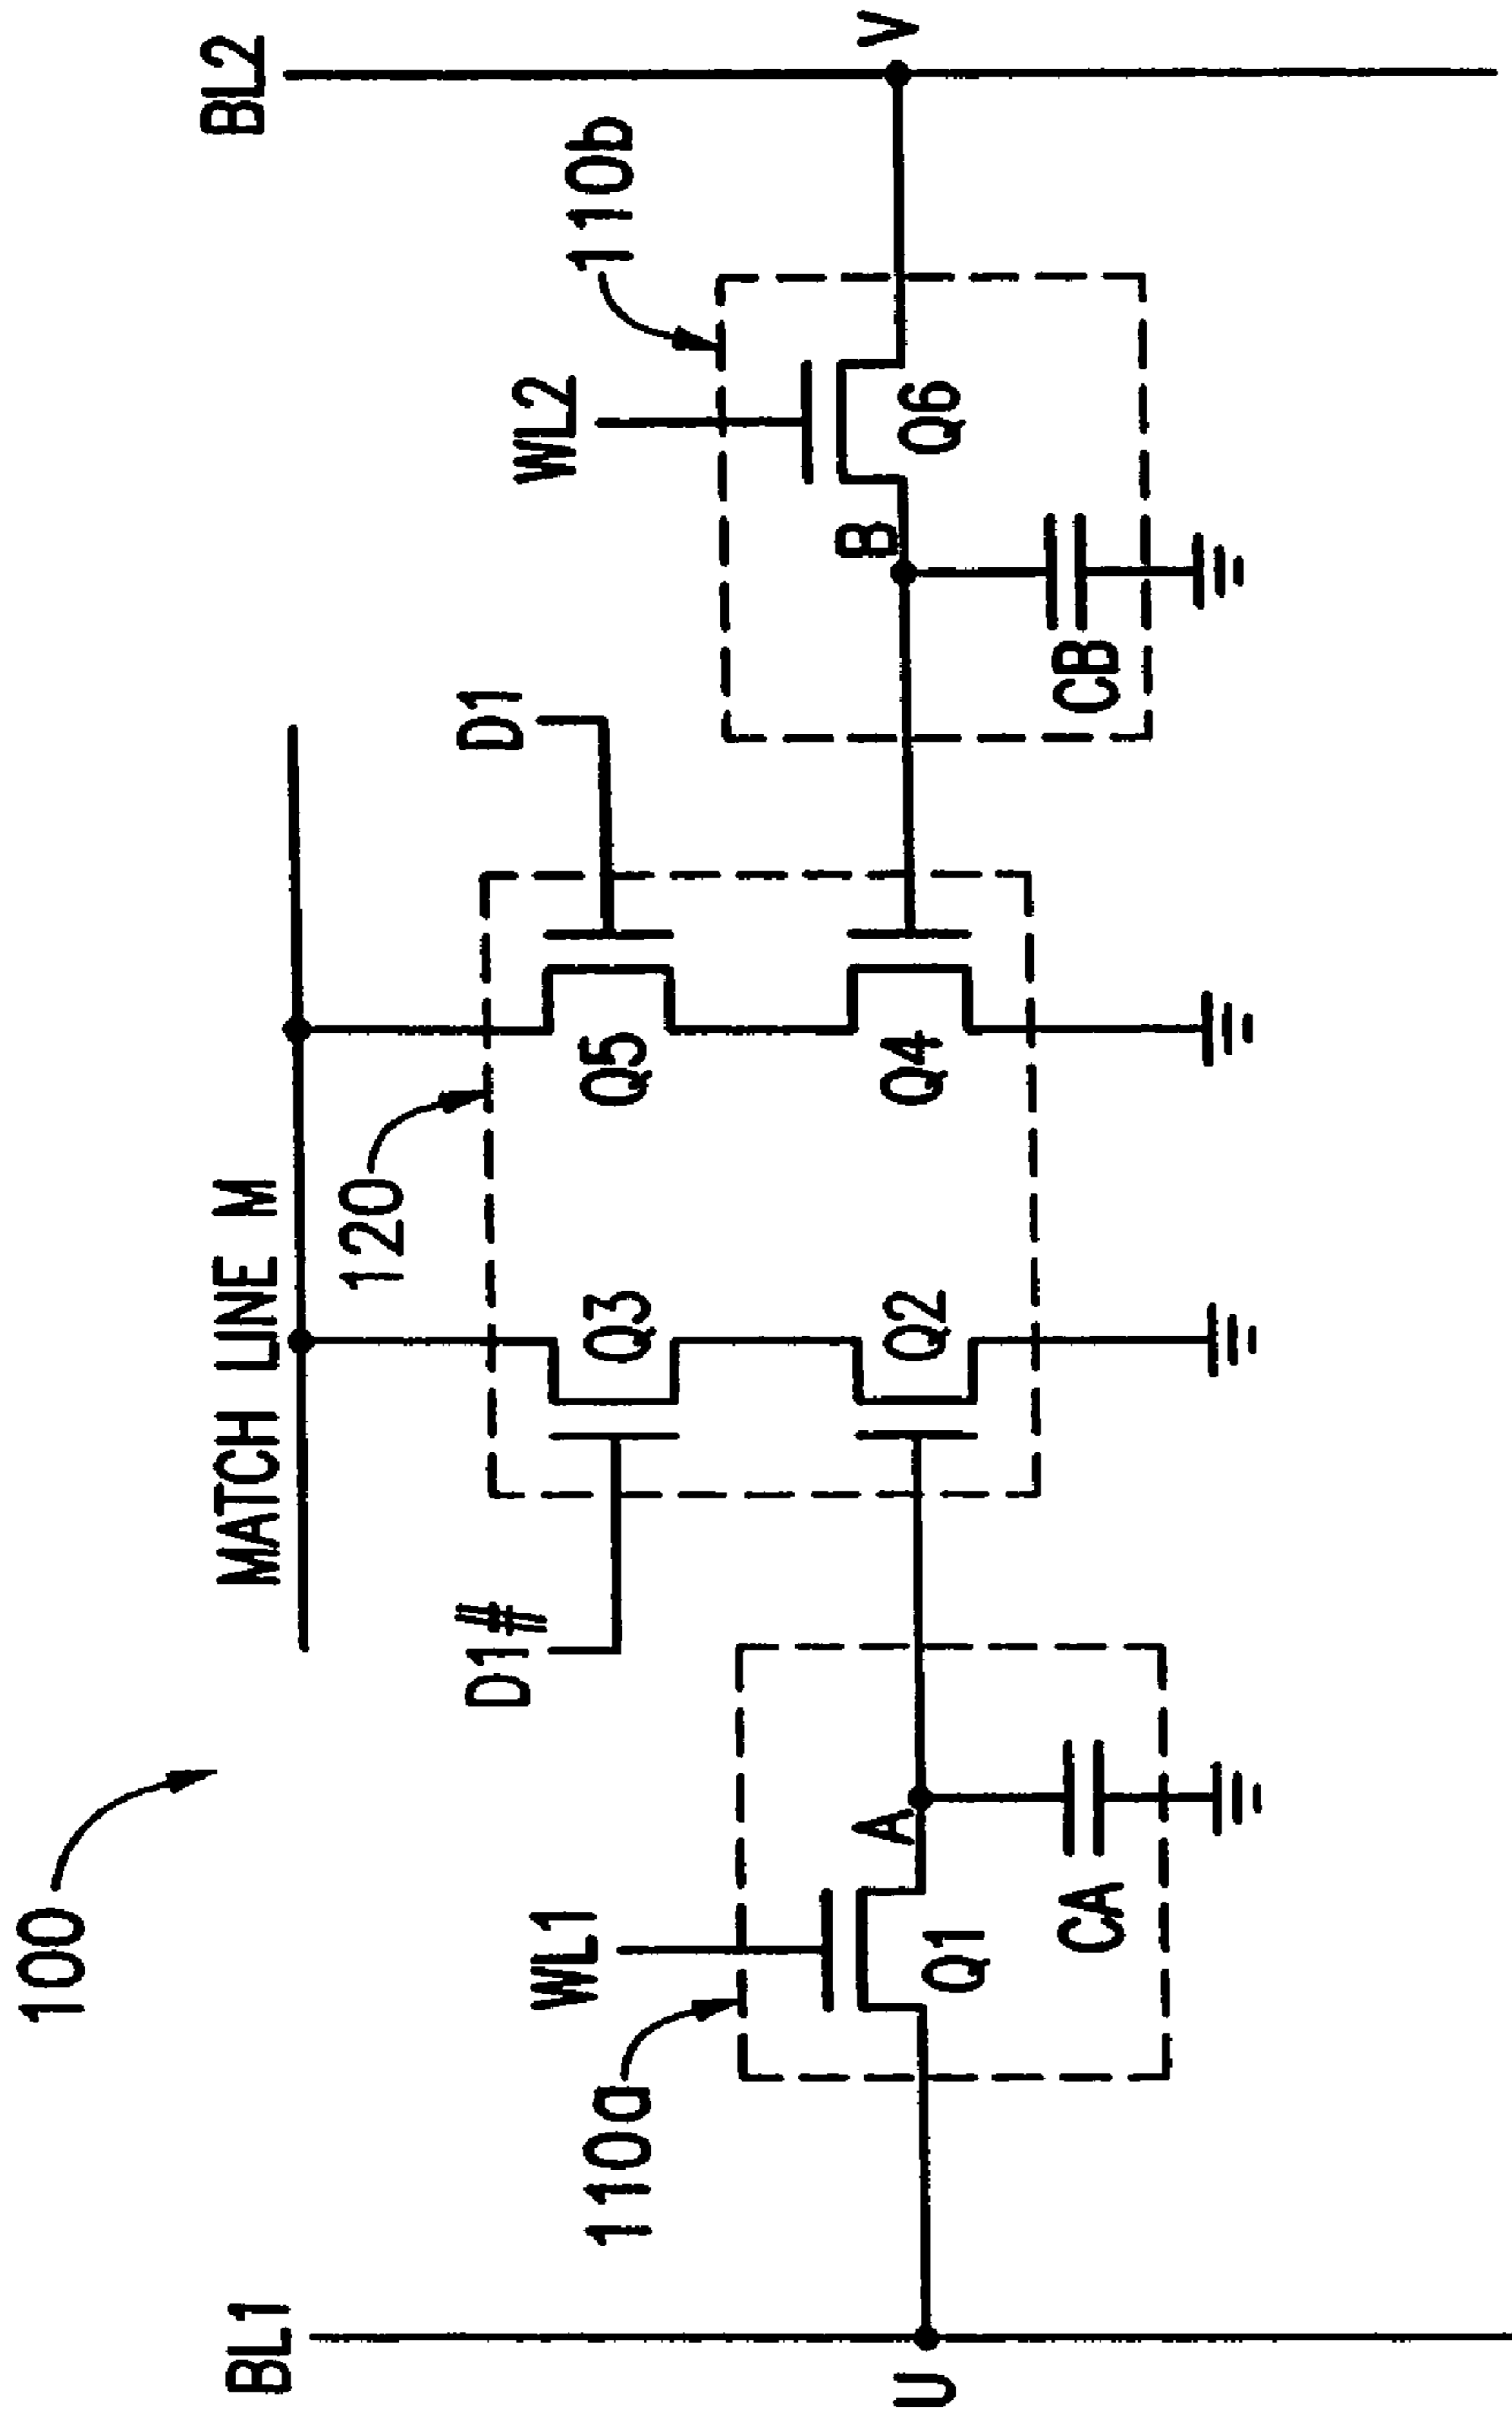 100
BL1
MATCH LINE M
BL2
120
D1#
D1
WL1
WL2
110a
110b
Q3
Q5
U
A
Q1
Q2
Q4
B
Q6
V
CA
CB